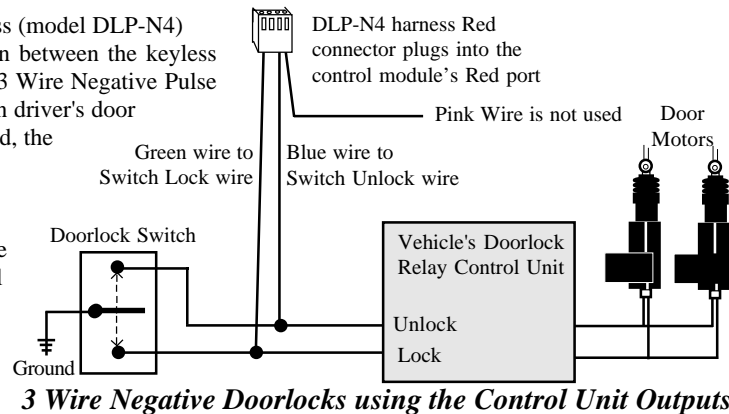 ss (model DLP-N4)
n between the keyless
3 Wire Negative Pulse
n driver's door
d, the
e
l
DLP-N4 harness Red
connector plugs into the
control module's Red port
Pink Wire is not used
Door
Motors
Green wire to
Switch Lock wire
Blue wire to
Switch Unlock wire
Doorlock Switch
Ground
Vehicle's Doorlock
Relay Control Unit
Unlock
Lock
3 Wire Negative Doorlocks using the Control Unit Outputs